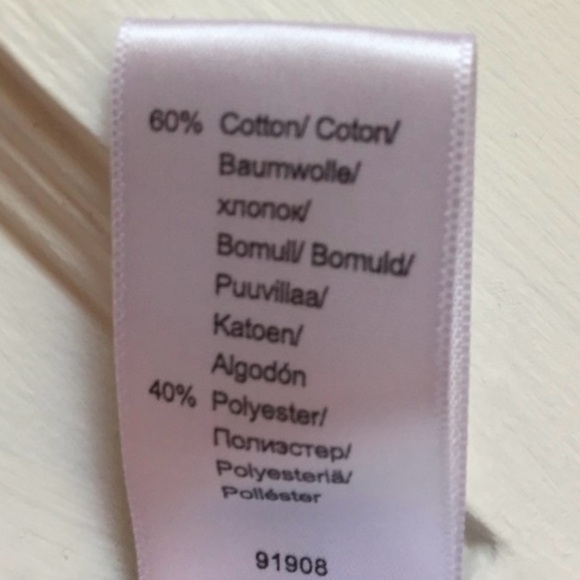 60% Cotton/ Coton/
Baumwolle/
хлопок/
Bomull/ Bomuld/
Puuvillaa/
Katoen/
Algodón
40% Polyester/
Полиэстер/
Polyesteriä/
Poliéster
91908